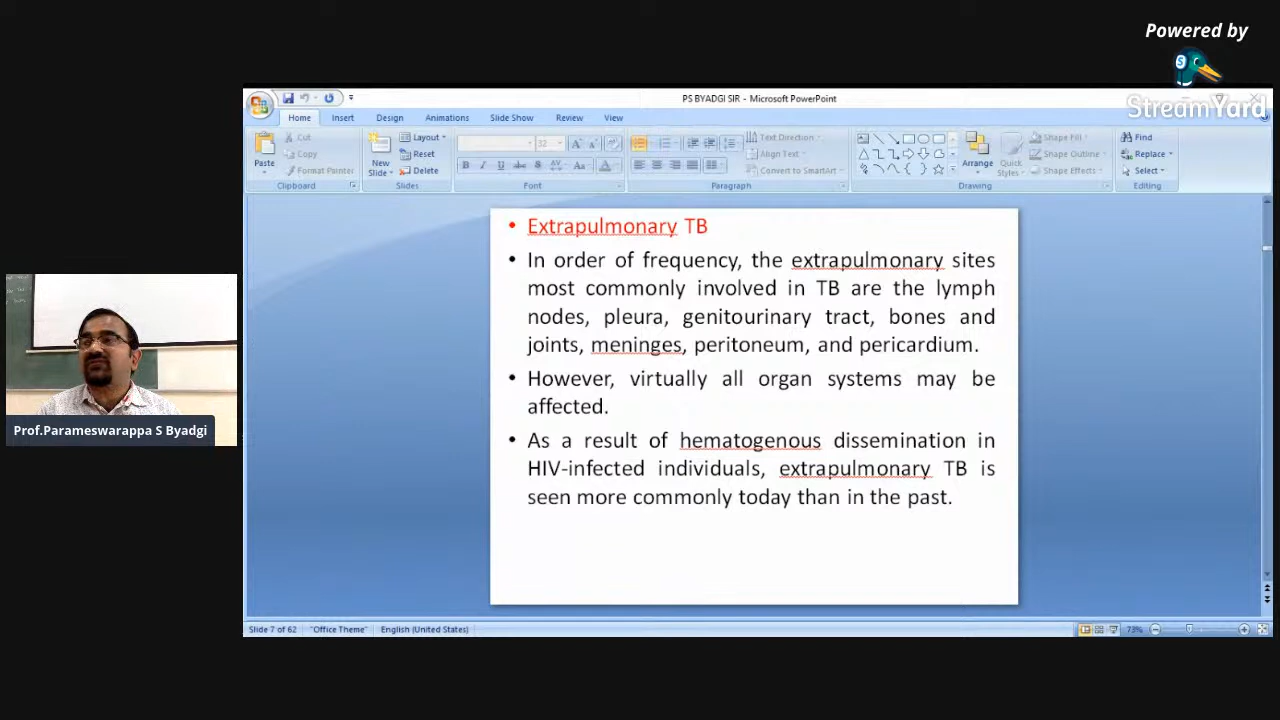 Powered by
StreamYard
PS BYADGI SIR - Microsoft PowerPoint
Home Insert Design Animations Slide Show Review View
Paste
Cut
Copy
Format Painter
Clipboard
New Slide
Layout
Reset
Delete
Slides
32
Font
Text Direction
Align Text
Convert to SmartArt
Paragraph
Arrange
Quick Styles
Shape Fill
Shape Outline
Shape Effects
Drawing
Find
Replace
Select
Editing
• Extrapulmonary TB
• In order of frequency, the extrapulmonary sites
most commonly involved in TB are the lymph
nodes, pleura, genitourinary tract, bones and
joints, meninges, peritoneum, and pericardium.
• However, virtually all organ systems may be
affected.
• As a result of hematogenous dissemination in
HIV-infected individuals, extrapulmonary TB is
seen more commonly today than in the past.
Prof.Parameswarappa S Byadgi
Slide 7 of 62 "Office Theme" English (United States) 73%